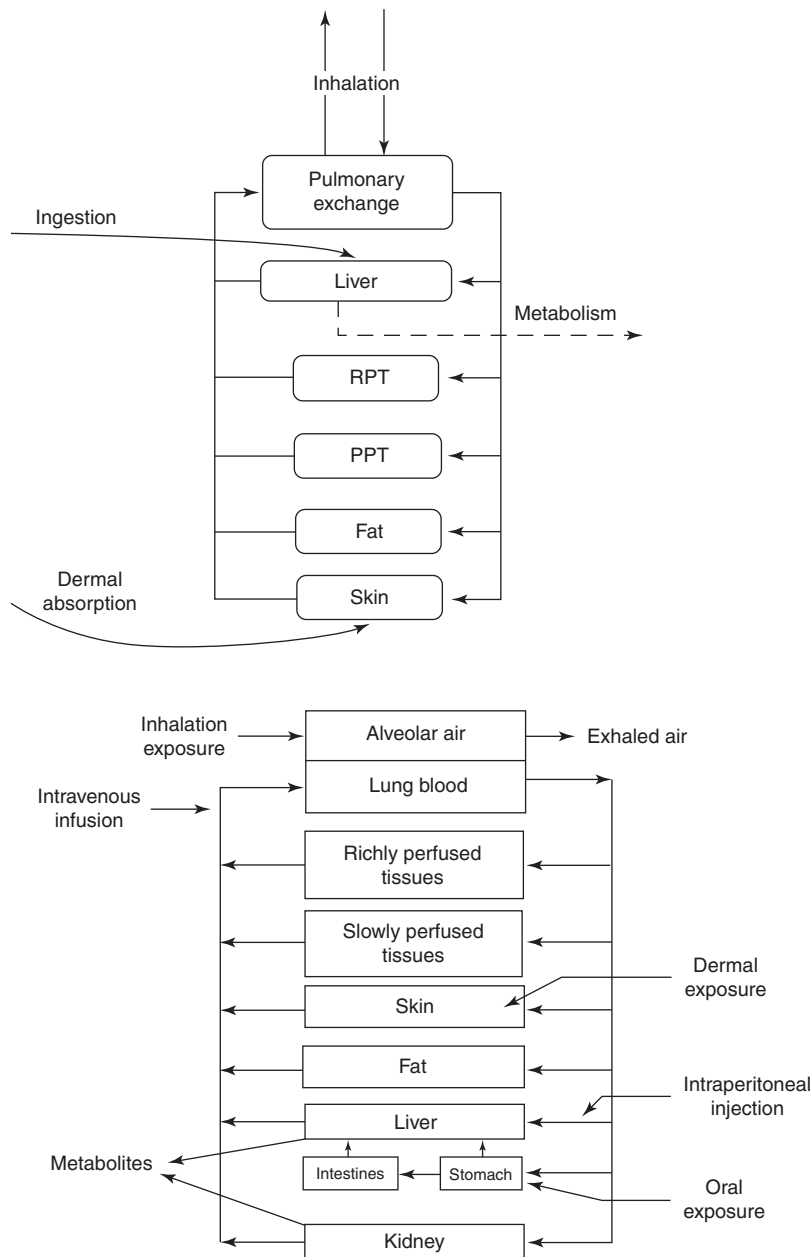 Inhalation
Pulmonary
exchange
Ingestion
Liver
Metabolism
RPT
PPT
Fat
Dermal
absorption
Skin
Inhalation
exposure
Alveolar air
Exhaled air
Lung blood
Intravenous
infusion
Richly perfused
tissues
Slowly perfused
tissues
Dermal
exposure
Skin
Fat
Intraperitoneal
injection
Liver
Metabolites
Intestines
Stomach
Oral
exposure
Kidney